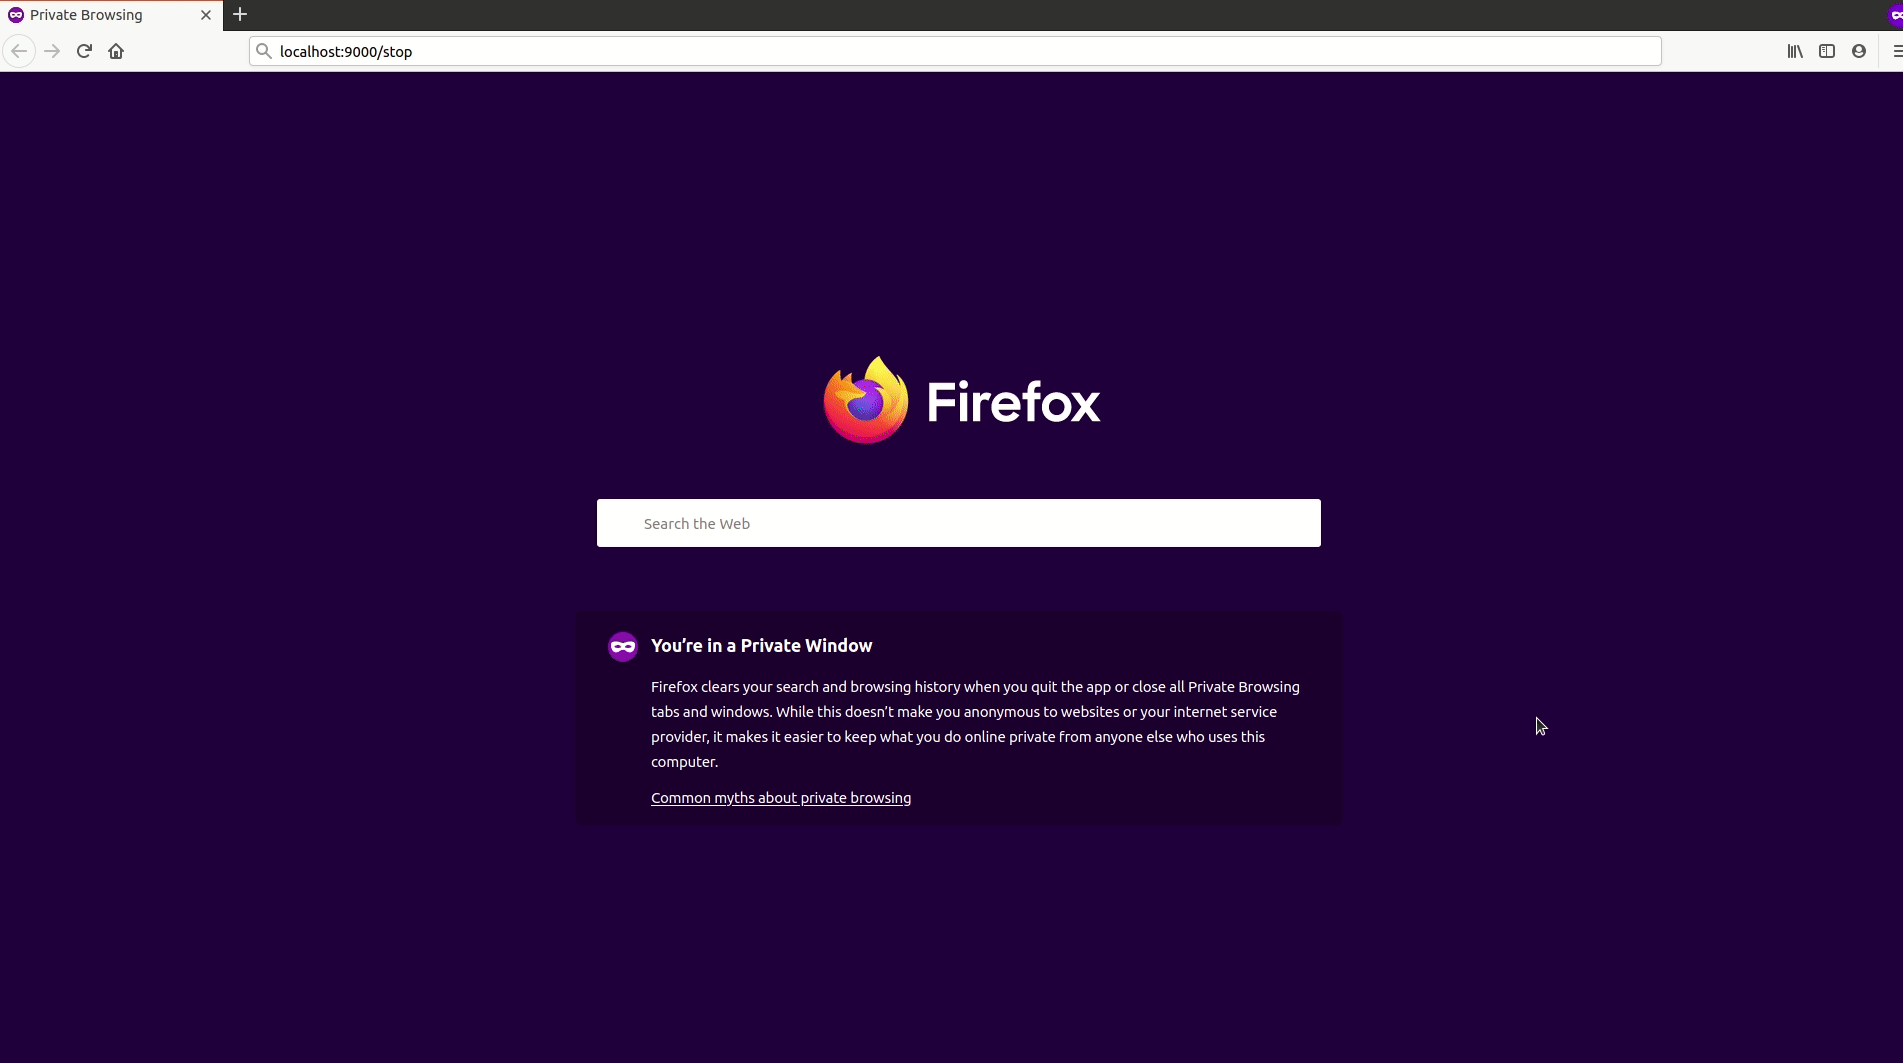 Private Browsing
localhost:9000/stop
Firefox
Search the Web
You’re in a Private Window
Firefox clears your search and browsing history when you quit the app or close all Private Browsing
tabs and windows. While this doesn’t make you anonymous to websites or your internet service
provider, it makes it easier to keep what you do online private from anyone else who uses this
computer.
Common myths about private browsing